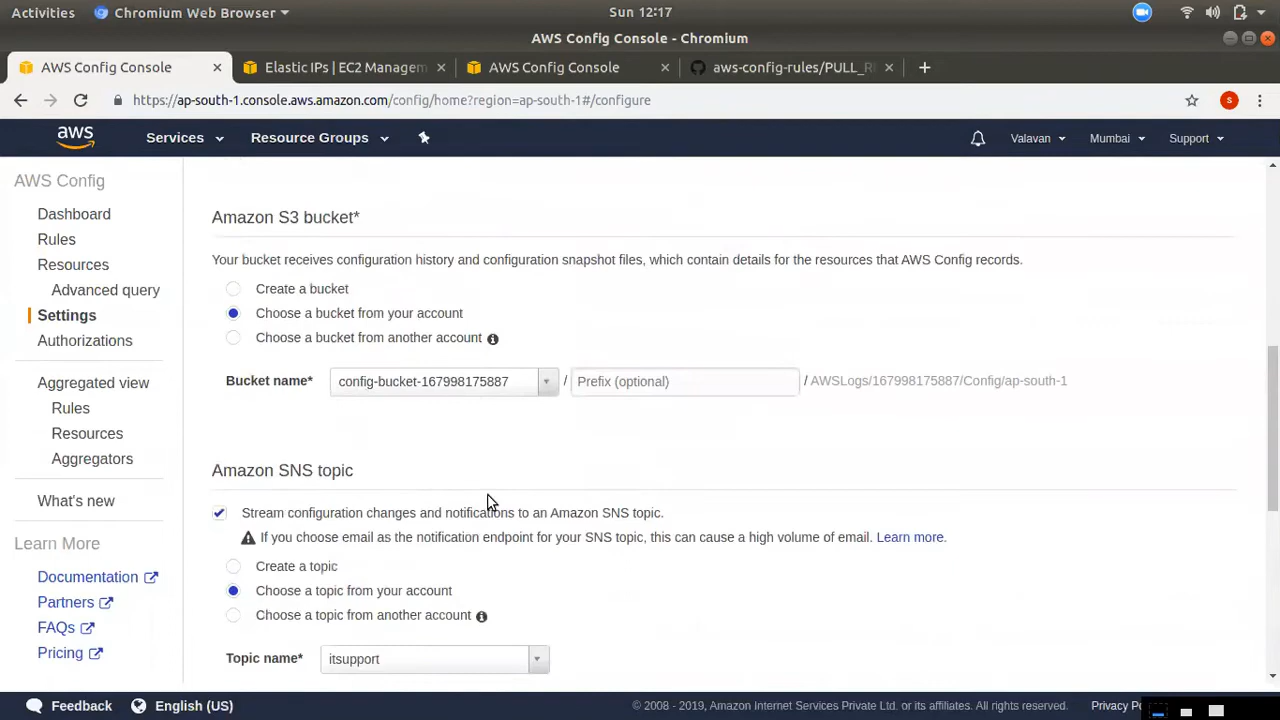 Activities
Chromium Web Browser
Sun 12:17
AWS Config Console - Chromium
AWS Config Console
Elastic IPs | EC2 Managem
AWS Config Console
aws-config-rules/PULL_R
https://ap-south-1.console.aws.amazon.com/config/home?region=ap-south-1#/configure
S
aws
Services
Resource Groups
Valavan
Mumbai
Support
AWS Config
Dashboard
Rules
Resources
Advanced query
Settings
Authorizations
Aggregated view
Rules
Resources
Aggregators
What's new
Learn More
Documentation
Partners
FAQs
Pricing
Amazon S3 bucket*
Your bucket receives configuration history and configuration snapshot files, which contain details for the resources that AWS Config records.
Create a bucket
Choose a bucket from your account
Choose a bucket from another account
Bucket name* config-bucket-167998175887 / Prefix (optional) / AWSLogs/167998175887/Config/ap-south-1
Amazon SNS topic
Stream configuration changes and notifications to an Amazon SNS topic.
If you choose email as the notification endpoint for your SNS topic, this can cause a high volume of email. Learn more.
Create a topic
Choose a topic from your account
Choose a topic from another account
Topic name* itsupport
Feedback
English (US)
© 2008 - 2019, Amazon Internet Services Private Ltd. or its affiliates. All rights reserved.
Privacy Po